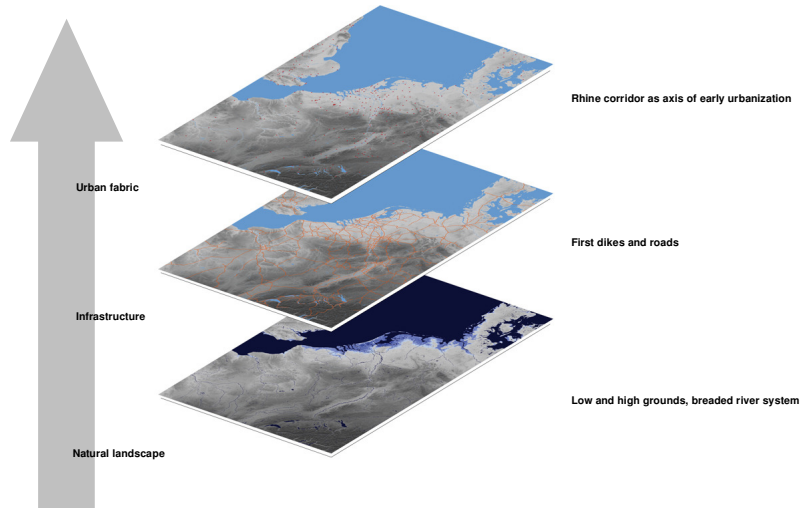 Rhine corridor as axis of early urbanization
Urban fabric
First dikes and roads
Infrastructure
Low and high grounds, breaded river system
Natural landscape